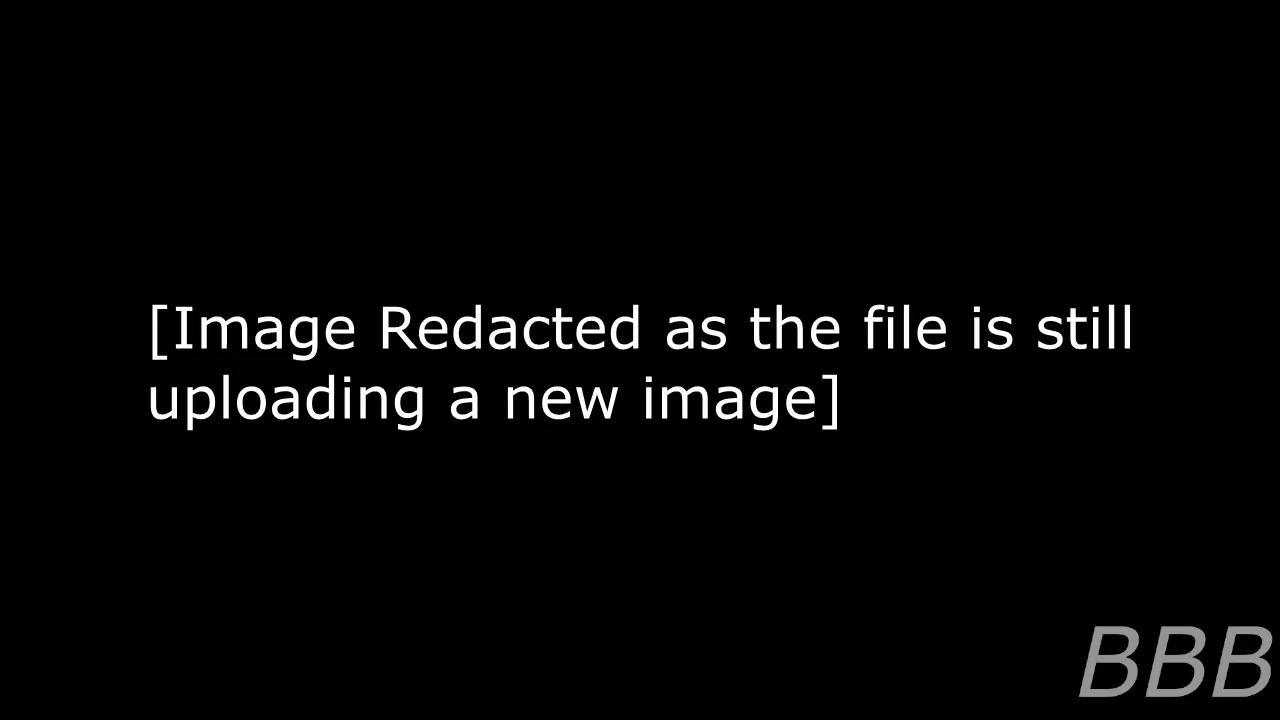 [Image Redacted as the file is still
uploading a new image]
BBB